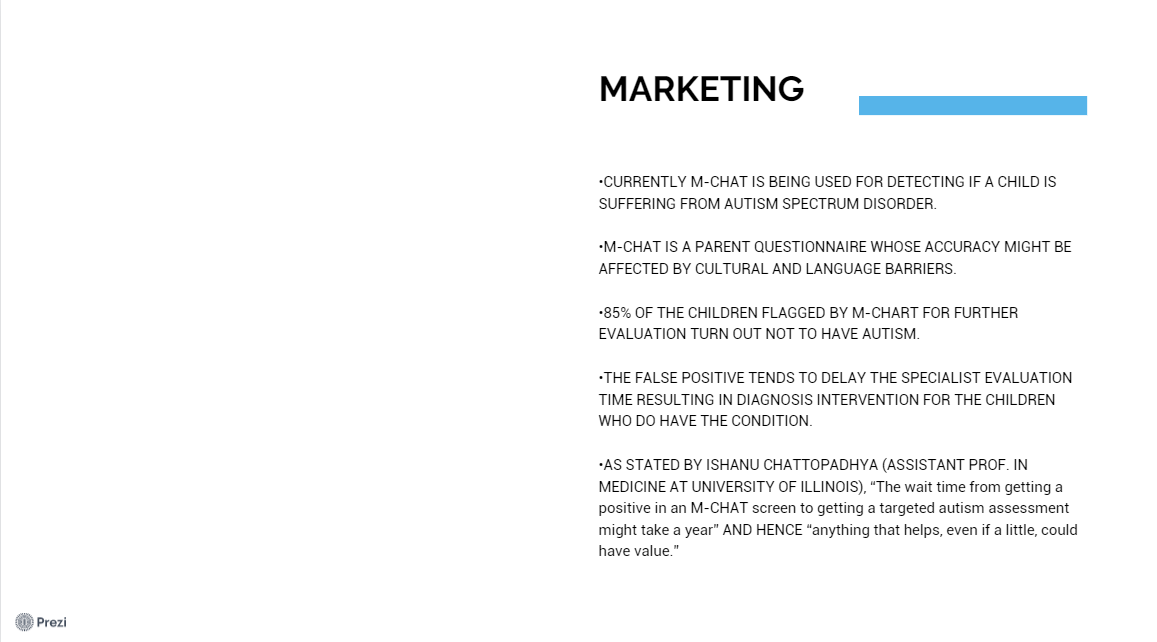 MARKETING
•CURRENTLY M-CHAT IS BEING USED FOR DETECTING IF A CHILD IS
SUFFERING FROM AUTISM SPECTRUM DISORDER.
•M-CHAT IS A PARENT QUESTIONNAIRE WHOSE ACCURACY MIGHT BE
AFFECTED BY CULTURAL AND LANGUAGE BARRIERS.
•85% OF THE CHILDREN FLAGGED BY M-CHART FOR FURTHER
EVALUATION TURN OUT NOT TO HAVE AUTISM.
•THE FALSE POSITIVE TENDS TO DELAY THE SPECIALIST EVALUATION
TIME RESULTING IN DIAGNOSIS INTERVENTION FOR THE CHILDREN
WHO DO HAVE THE CONDITION.
•AS STATED BY ISHANU CHATTOPADHYA (ASSISTANT PROF. IN
MEDICINE AT UNIVERSITY OF ILLINOIS), “The wait time from getting a
positive in an M-CHAT screen to getting a targeted autism assessment
might take a year” AND HENCE “anything that helps, even if a little, could
have value.”
Prezi